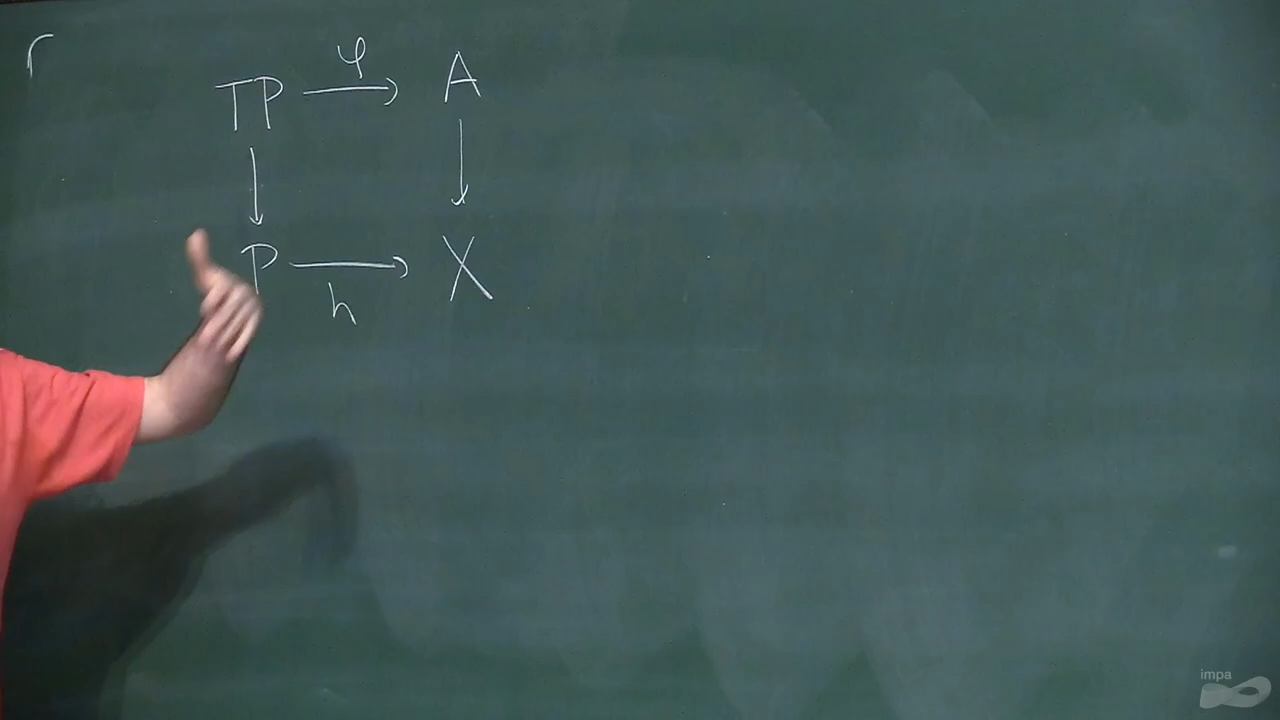 TP φ→ A
↓ ↓
P → X
h
impa